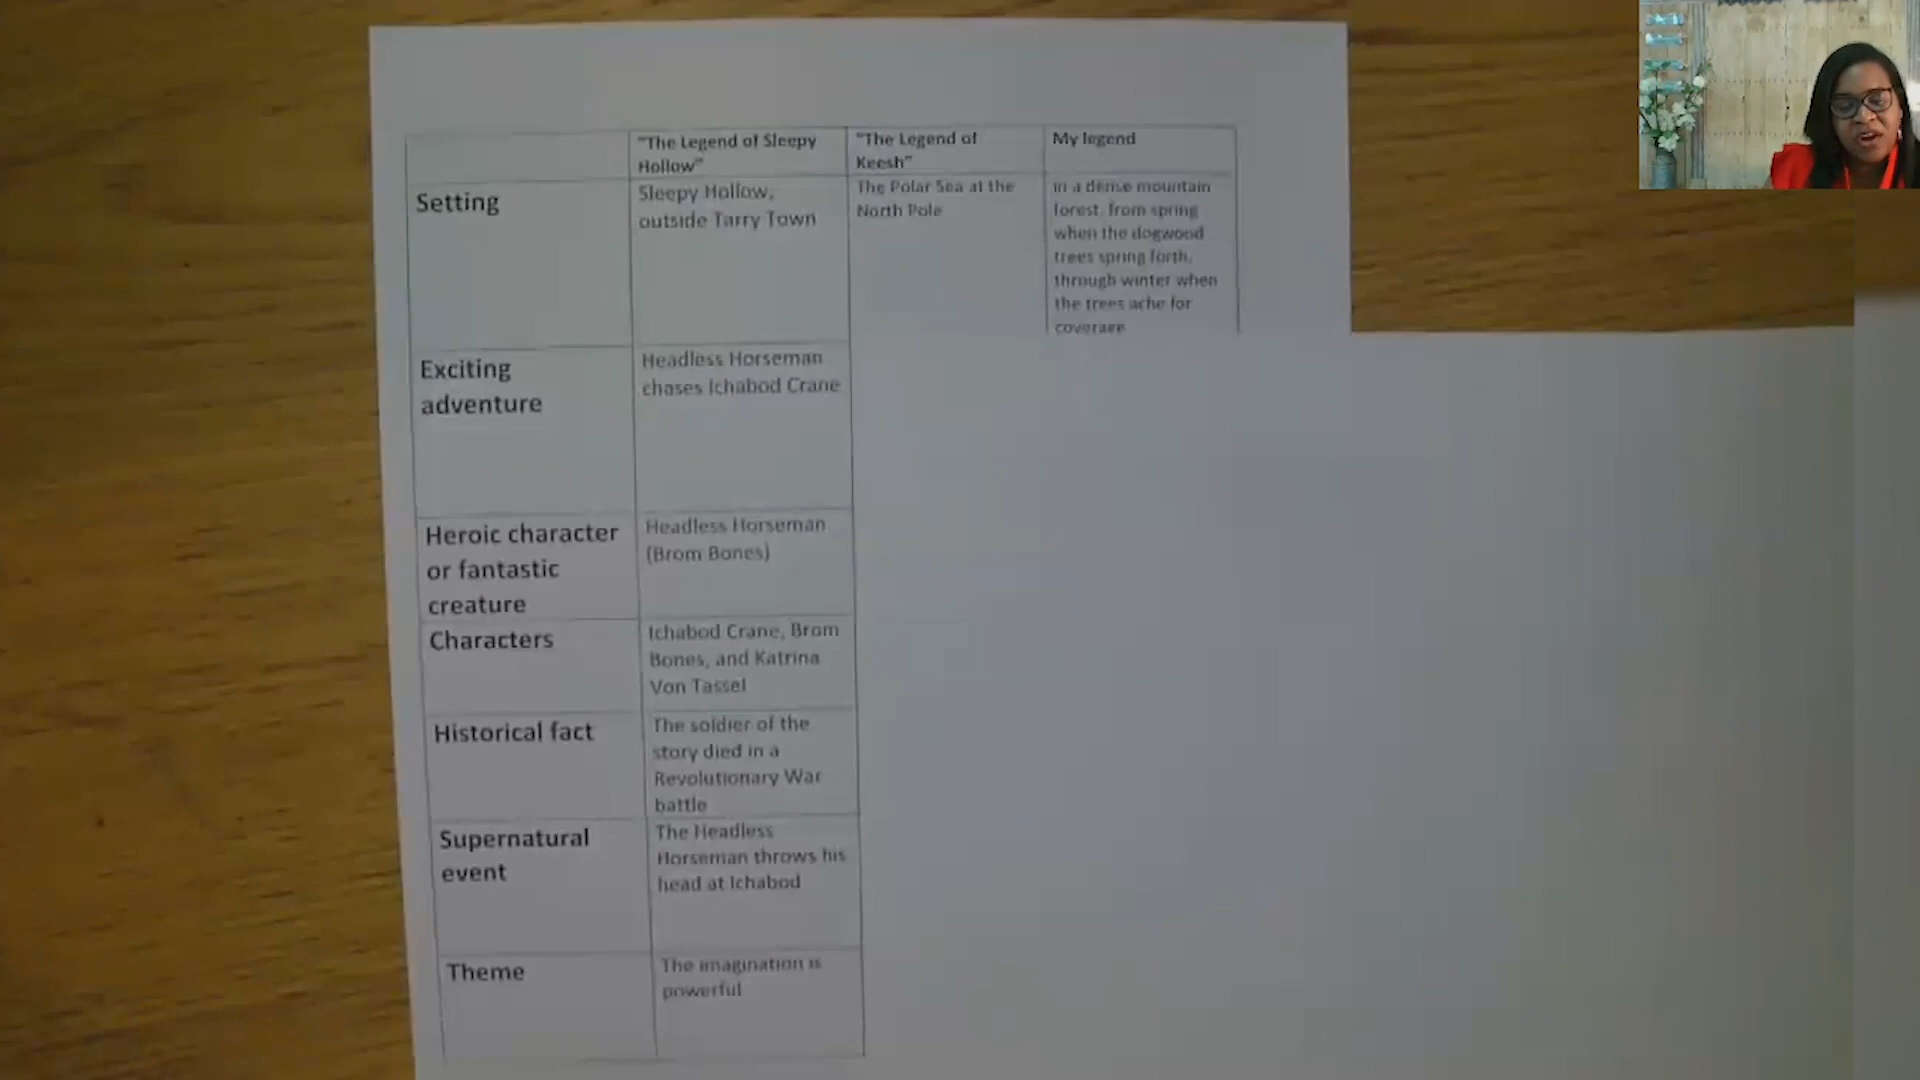 "The Legend of Sleepy
Hollow"
"The Legend of
Keesh"
My legend
Setting
Sleepy Hollow,
outside Tarry Town
The Polar Sea at the
North Pole
in a dense mountain
forest, from spring
when the dogwood
trees spring forth,
through winter when
the trees ache for
coverage
Exciting
adventure
Headless Horseman
chases Ichabod Crane
Heroic character
or fantastic
creature
Headless Horseman
(Brom Bones)
Characters
Ichabod Crane, Brom
Bones, and Katrina
Von Tassel
Historical fact
The soldier of the
story died in a
Revolutionary War
battle
Supernatural
event
The Headless
Horseman throws his
head at Ichabod
Theme
The imagination is
powerful